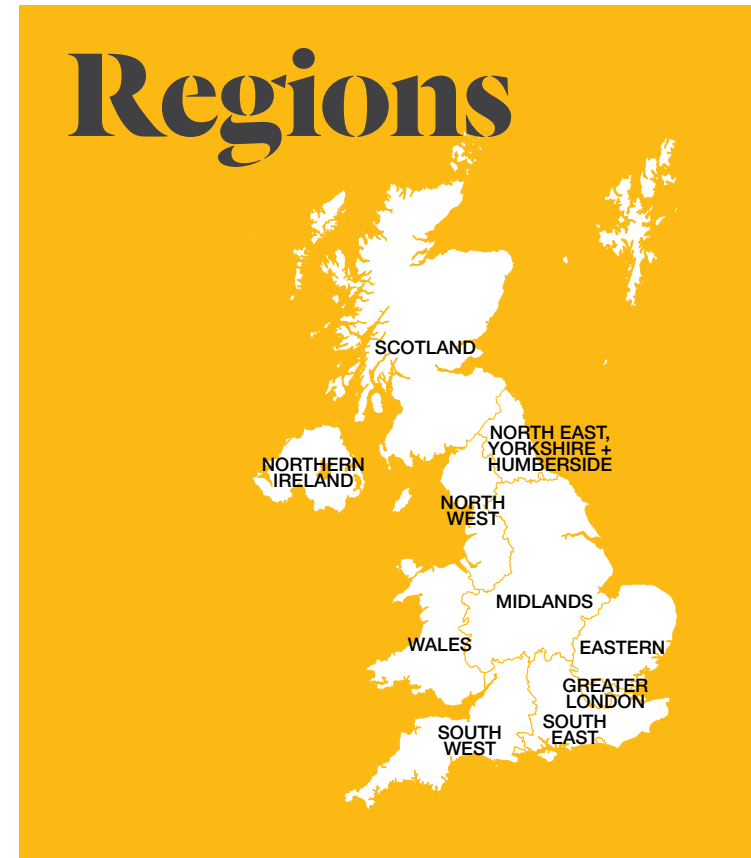 Regions
SCOTLAND
NORTH EAST,
YORKSHIRE +
HUMBERSIDE
NORTHERN
IRELAND
NORTH
WEST
MIDLANDS
WALES
EASTERN
GREATER
LONDON
SOUTH
EAST
SOUTH
WEST